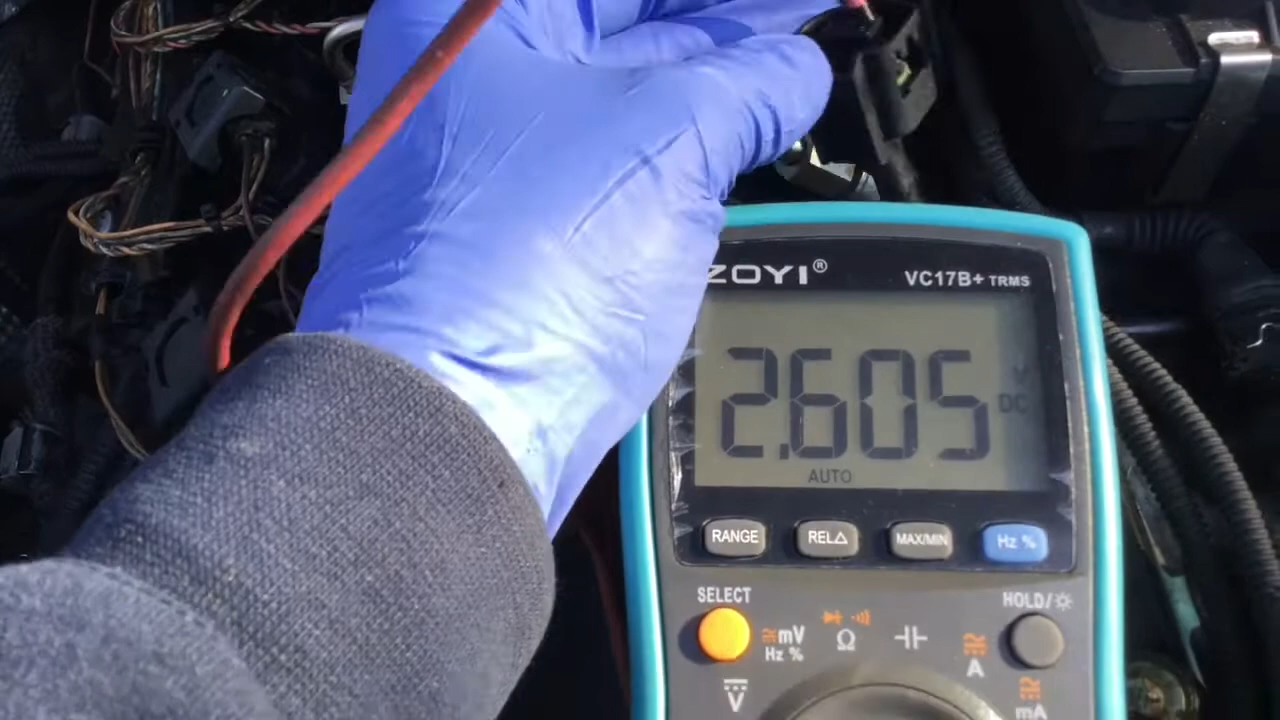 ZOYI® VC17B+ TRMS
2.605 V DC
AUTO
RANGE REL△ MAX/MIN Hz %
SELECT HOLD/☼
mV Hz % Ω A
V mA